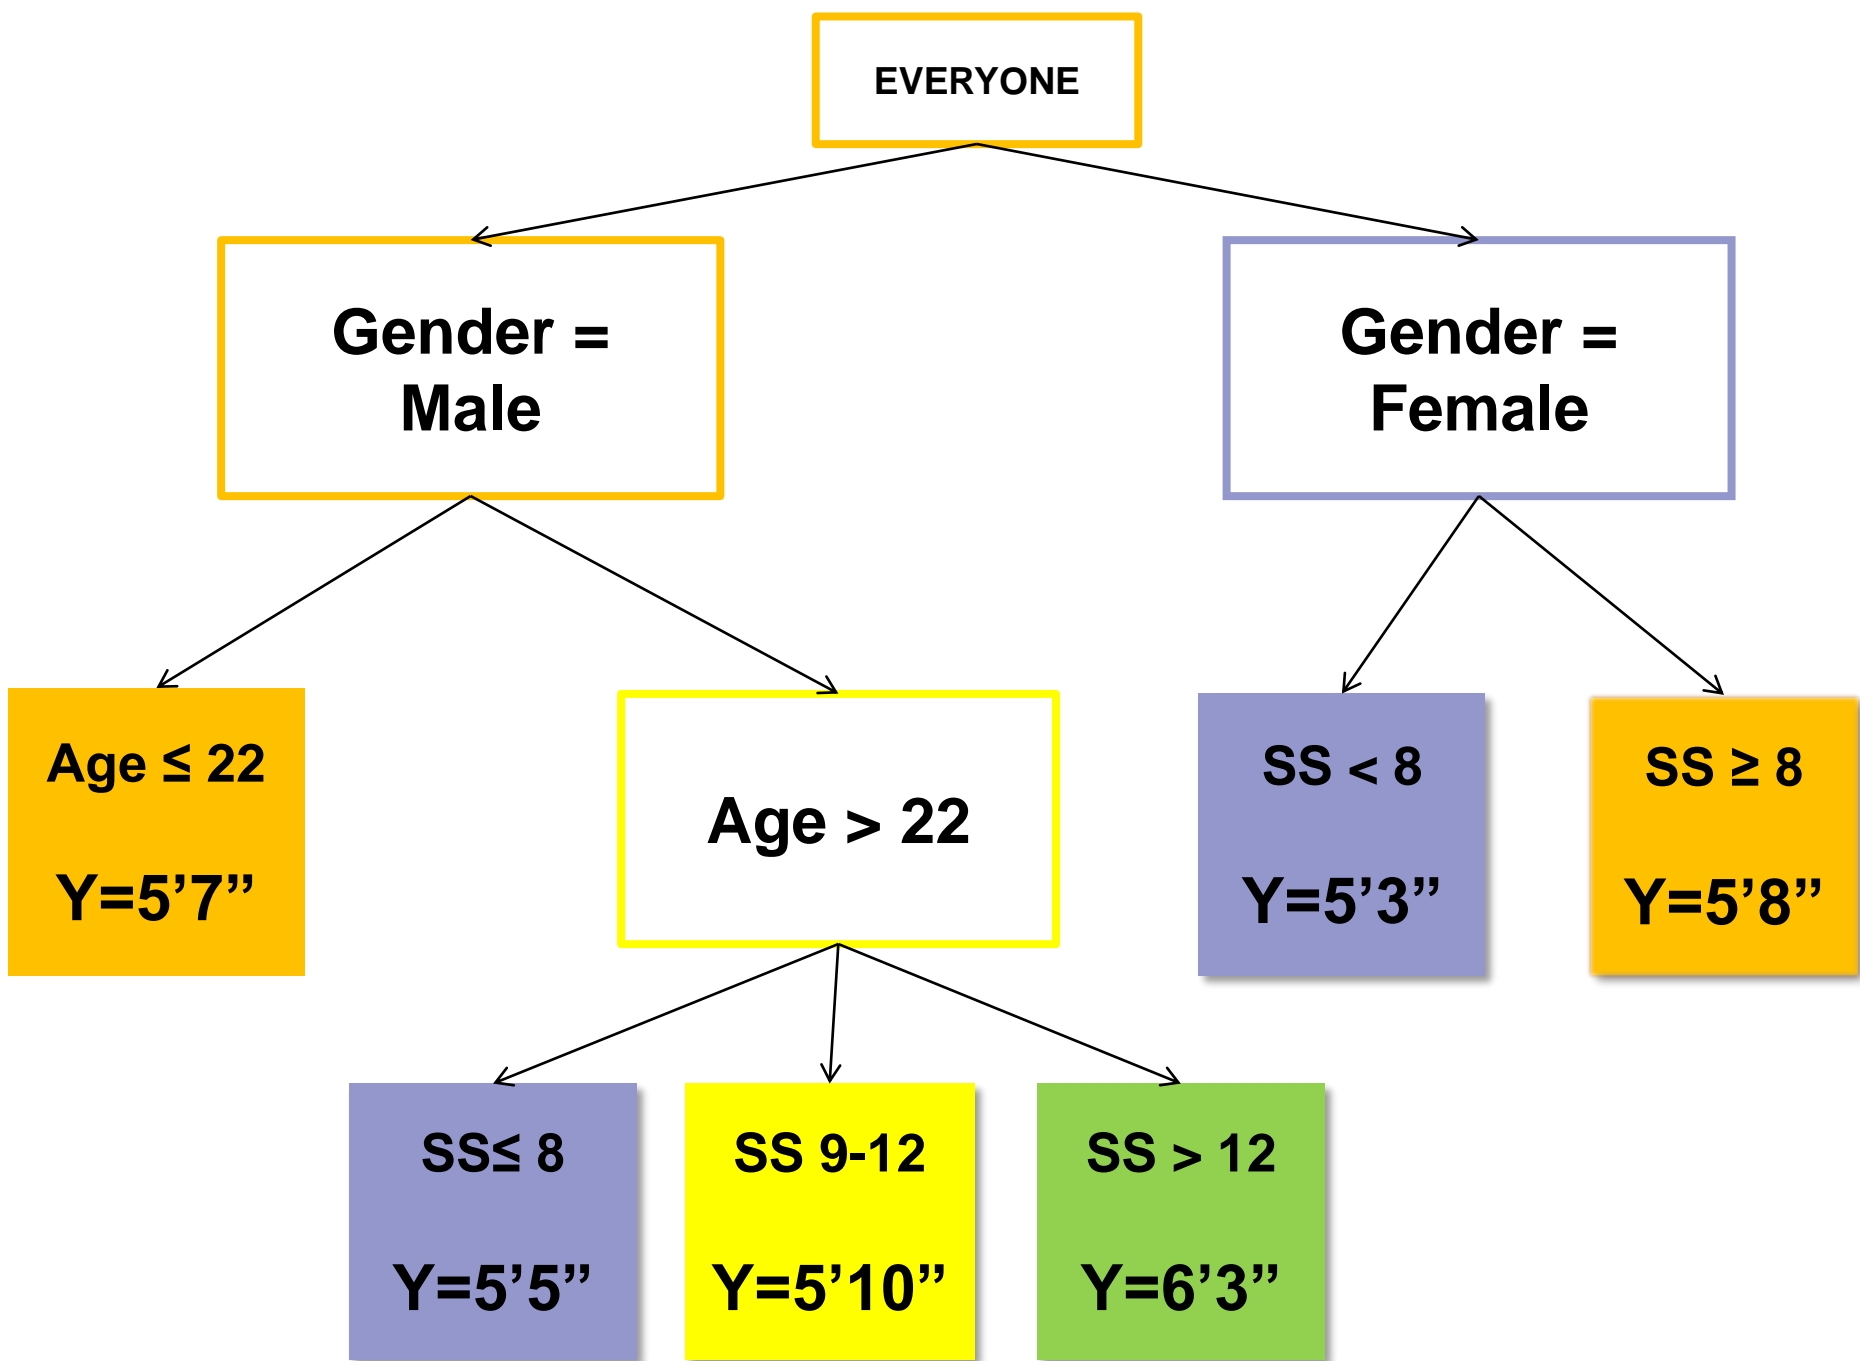 EVERYONE
Gender =
Male
Gender =
Female
Age ≤ 22
Y=5’7”
Age > 22
SS < 8
Y=5’3”
SS ≥ 8
Y=5’8”
SS≤ 8
Y=5’5”
SS 9-12
Y=5’10”
SS > 12
Y=6’3”